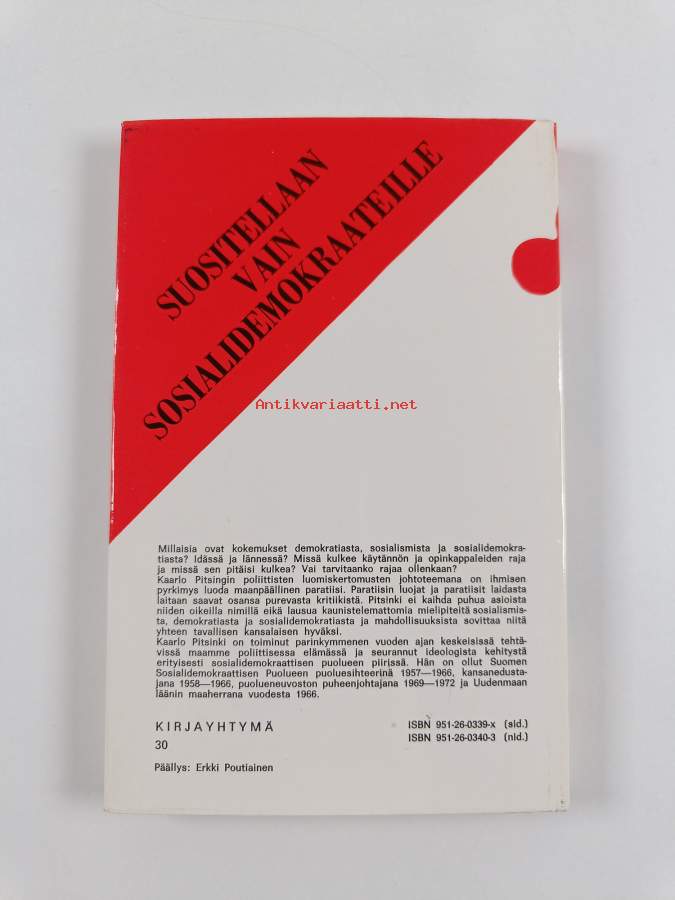 SUOSITELLAAN
VAIN
SOSIALIDEMOKRAATEILLE
Antikvariaatti.net
Millaisia ovat kokemukset demokratiasta, sosialismista ja sosialidemokra-
tiasta? Idässä ja lännessä? Missä kulkee käytännön ja opinkappaleiden raja
ja missä sen pitäisi kulkea? Vai tarvitaanko rajaa ollenkaan?
Kaarlo Pitsingin poliittisten luomiskertomusten johtoteemana on ihmisen
pyrkimys luoda maanpäällinen paratiisi. Paratiisin luojat ja paratiisit laidasta
laitaan saavat osansa purevasta kritiikistä. Pitsinki ei kaihda puhua asioista
niiden oikeilla nimillä eikä lausua kaunistelemattomia mielipiteitä sosialismis-
ta, demokratiasta ja sosialidemokratiasta ja mahdollisuuksista sovittaa niitä
yhteen tavallisen kansalaisen hyväksi.
Kaarlo Pitsinki on toiminut parinkymmenen vuoden ajan keskeisissä tehtä-
vissä maamme poliittisessa elämässä ja seurannut ideologista kehitystä
erityisesti sosialidemokraattisen puolueen piirissä. Hän on ollut Suomen
Sosialidemokraattisen Puolueen puoluesihteerinä 1957—1966, kansanedusta-
jana 1958—1966, puolueneuvoston puheenjohtajana 1969—1972 ja Uudenmaan
läänin maaherrana vuodesta 1966.
KIRJAYHTYMÄ
30
ISBN 951-26-0339-x (sid.)
ISBN 951-26-0340-3 (nid.)
Päällys: Erkki Poutiainen